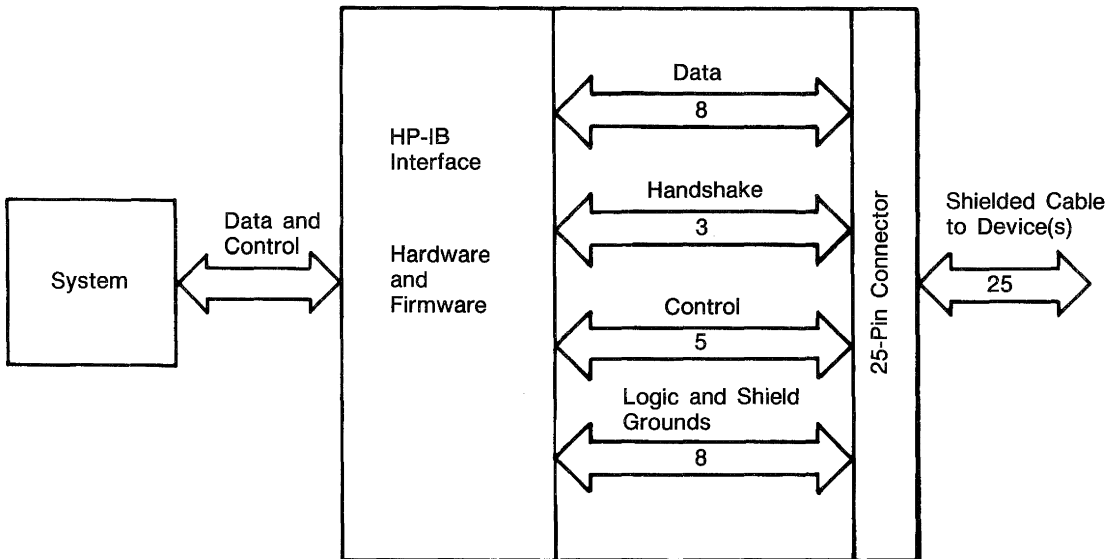 System
Data and
Control
HP-IB
Interface
Hardware
and
Firmware
Data
8
Handshake
3
Control
5
Logic and Shield
Grounds
8
25-Pin Connector
Shielded Cable
to Device(s)
25